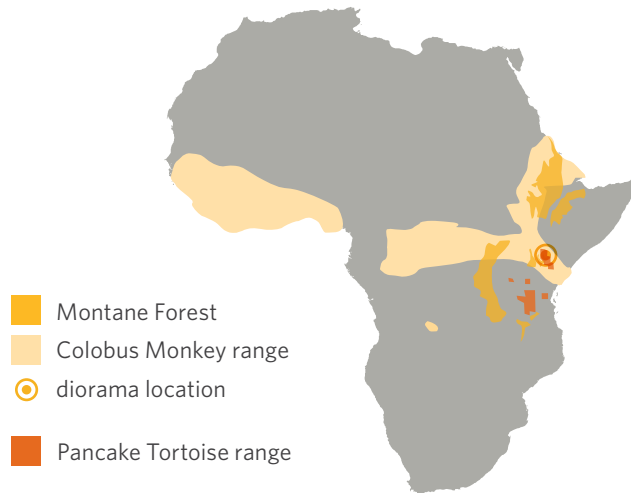 Montane Forest
Colobus Monkey range
diorama location
Pancake Tortoise range